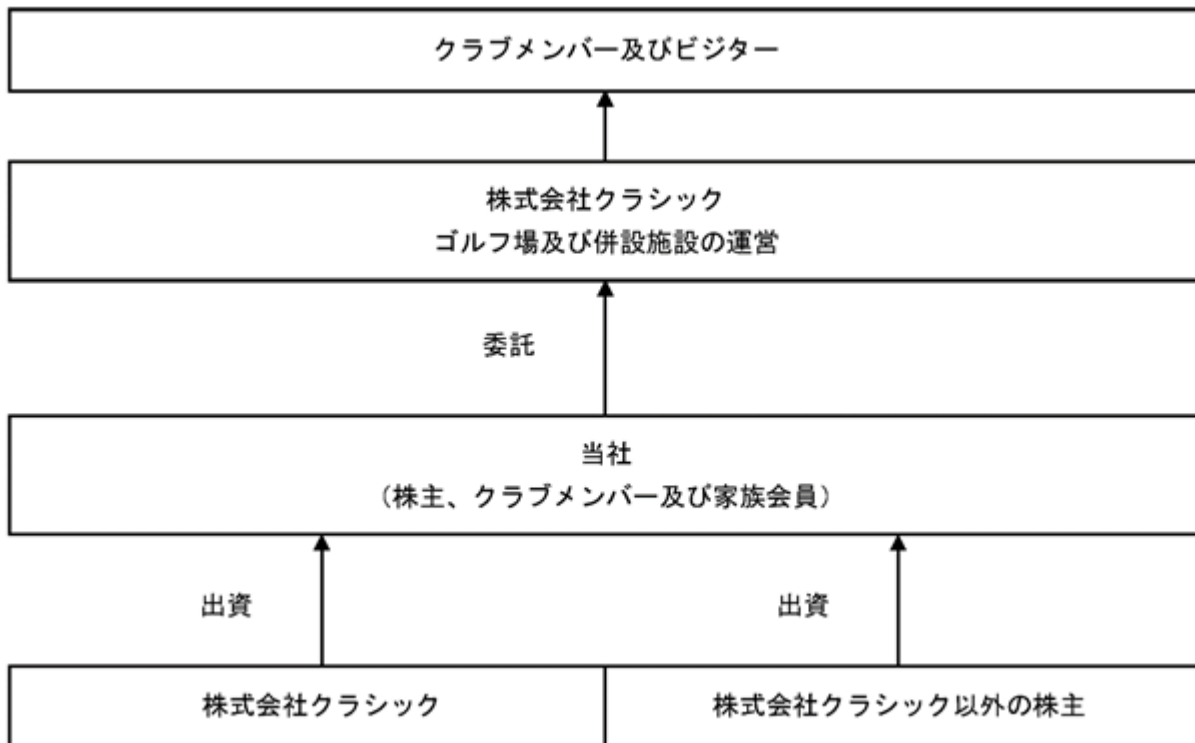 クラブメンバー及びビジター
株式会社クラシック
ゴルフ場及び併設施設の運営
委託
当社
（株主、クラブメンバー及び家族会員）
出資
出資
株式会社クラシック
株式会社クラシック以外の株主